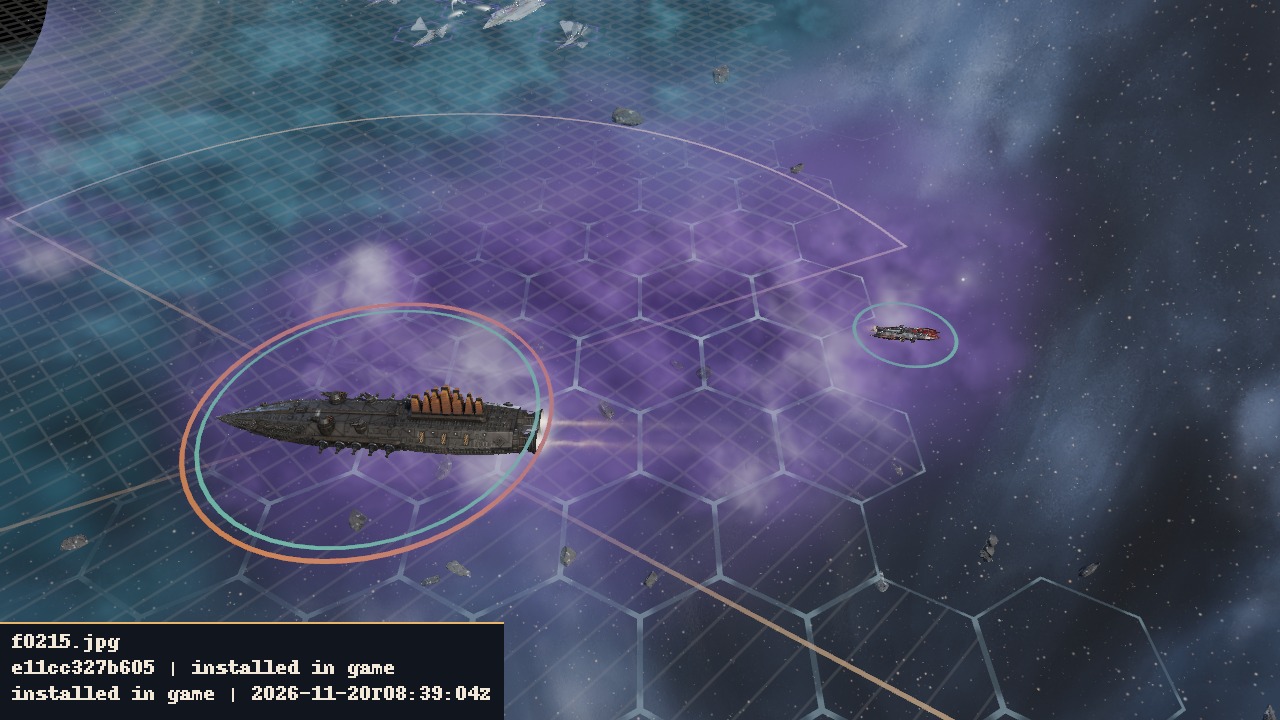 f0215.jpg
e11cc327b605 | installed in game
installed in game | 2026-11-20T08:39:04Z